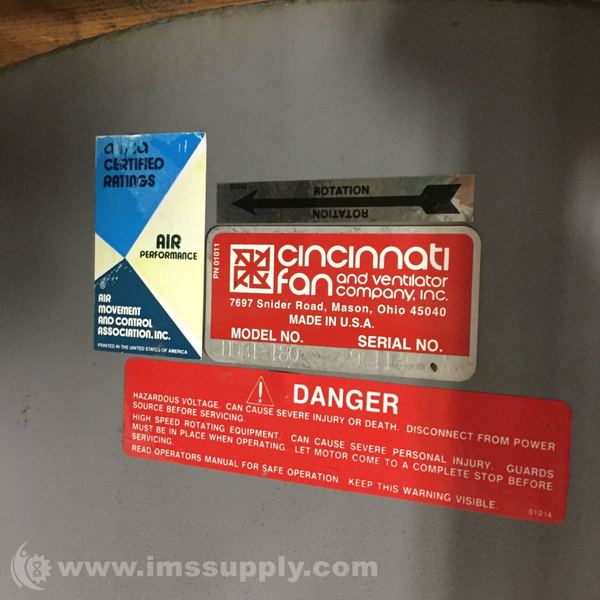 CERTIFIED
RATINGS
AIR
PERFORMANCE
AIR
MOVEMENT
AND CONTROL
ASSOCIATION, INC.
PRINTED IN THE UNITED STATES OF AMERICA
ROTATION
ROTATION
PN 01011
cincinnati
fan and ventilator
company, inc.
7697 Snider Road, Mason, Ohio 45040
MADE IN U.S.A.
MODEL NO. SERIAL NO.
DANGER
HAZARDOUS VOLTAGE. CAN CAUSE SEVERE INJURY OR DEATH. DISCONNECT FROM POWER
SOURCE BEFORE SERVICING.
HIGH SPEED ROTATING EQUIPMENT. CAN CAUSE SEVERE PERSONAL INJURY. GUARDS
MUST BE IN PLACE WHEN OPERATING. LET MOTOR COME TO A COMPLETE STOP BEFORE
SERVICING.
READ OPERATORS MANUAL FOR SAFE OPERATION. KEEP THIS WARNING VISIBLE.
01014
www.imssupply.com